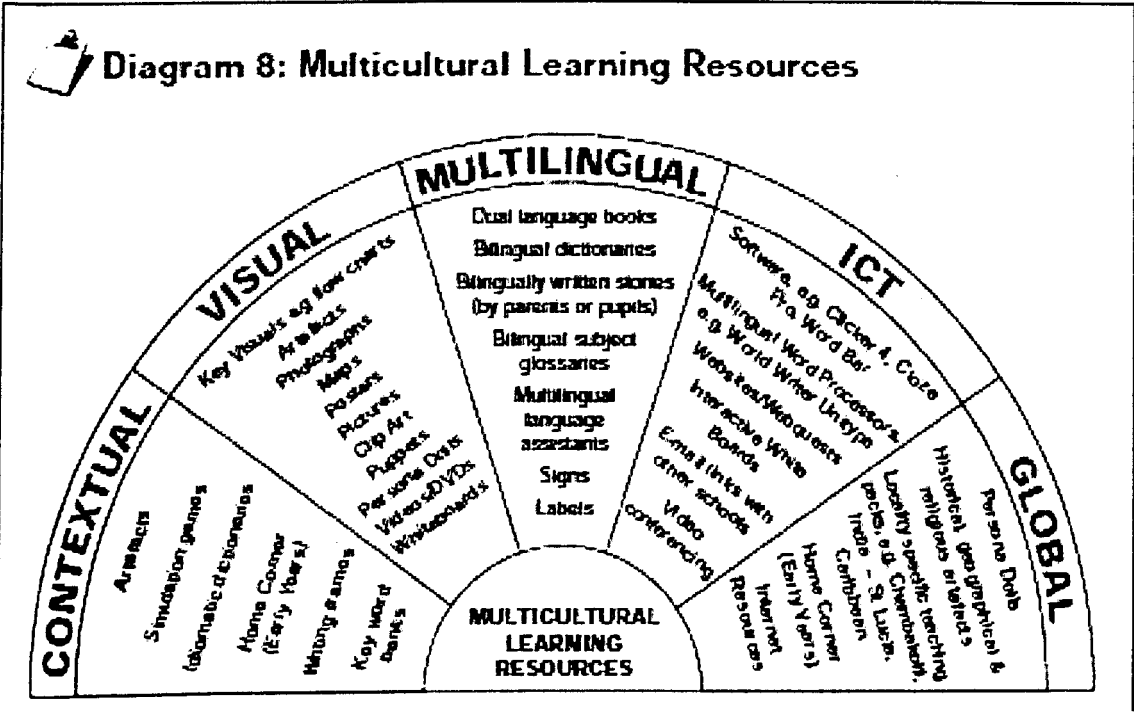 Diagram 8: Multicultural Learning Resources
CONTEXTUAL
Artefacts
Simulation games
Idiomatic dictionaries
Home Corner
(Early Years)
Writing frames
Key word
banks
VISUAL
Key Visuals e.g. flow charts
Artefacts
Photographs
Maps
Posters
Pictures
Clip Art
Puppets
Persona Dolls
Videos/DVDs
Whiteboards
MULTILINGUAL
Dual language books
Bilingual dictionaries
Bilingually written stories
(by parents or pupils)
Bilingual subject
glossaries
Multilingual
language
assistants
Signs
Labels
ICT
Software, e.g. Clicker 4, Cloze
Pro, Word Bar
Multilingual Word Processors,
e.g. World Writer Unitype
Websites/Webquests
Interactive White
Boards
E-mail links with
other schools
Video
conferencing
GLOBAL
Persona Dolls
Historical, geographical &
religious artefacts
Locality specific teaching
packs, e.g.
India – St Lucia,
Caribbean
Home Corner
(Early Years)
Internet
Resources
MULTICULTURAL
LEARNING
RESOURCES